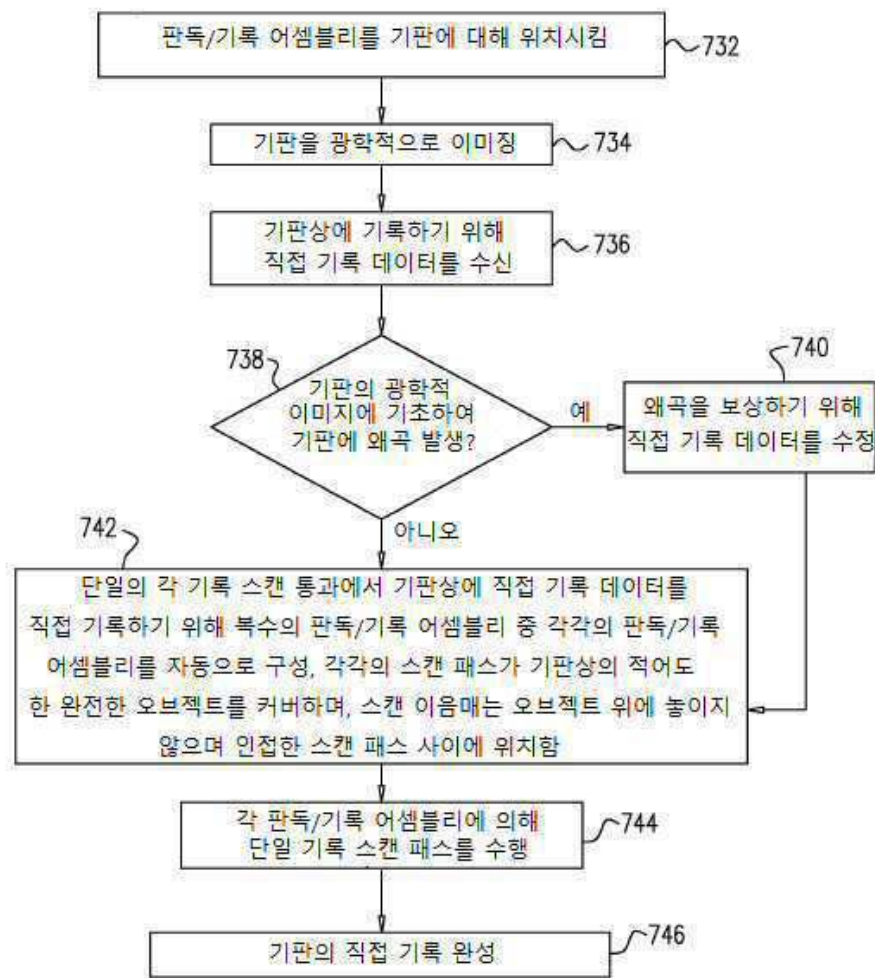 판독/기록 어셈블리를 기판에 대해 위치시킴
732
기판을 광학적으로 이미징
734
기판상에 기록하기 위해
직접 기록 데이터를 수신
736
738
기판의 광학적
이미지에 기초하여
기판에 왜곡 발생?
예
740
왜곡을 보상하기 위해
직접 기록 데이터를 수정
아니오
742
단일의 각 기록 스캔 통과에서 기판상에 직접 기록 데이터를
직접 기록하기 위해 복수의 판독/기록 어셈블리 중 각각의 판독/기록
어셈블리를 자동으로 구성, 각각의 스캔 패스가 기판상의 적어도
한 완전한 오브젝트를 커버하며, 스캔 이음매는 오브젝트 위에 놓이지
않으며 인접한 스캔 패스 사이에 위치함
각 판독/기록 어셈블리에 의해
단일 기록 스캔 패스를 수행
744
기판의 직접 기록 완성
746